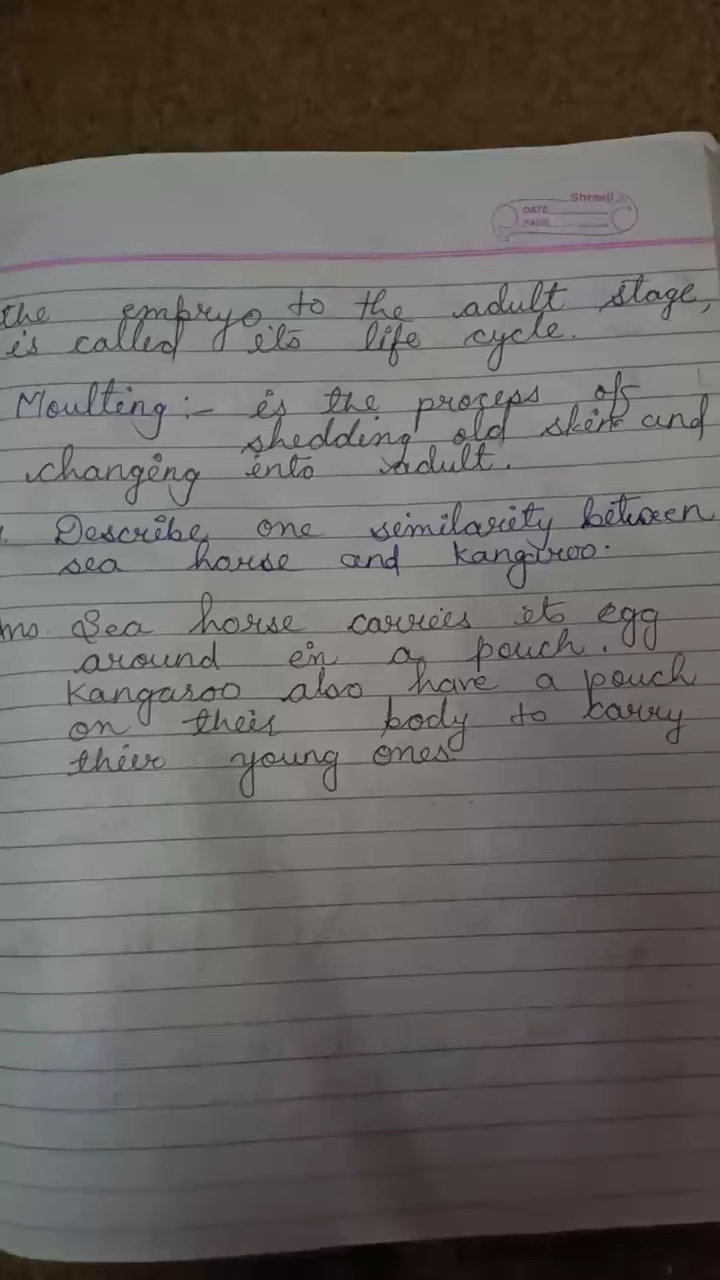 Shreeji
DATE
PAGE
the embryo to the adult stage,
is called its life cycle.
Moulting :- is the process of
shedding old skin and
changing into adult.
Describe one similarity between
sea horse and kangaroo.
Ans. Sea horse carries its egg
around in a pouch.
Kangaroo also have a pouch
on their body to carry
their young ones.